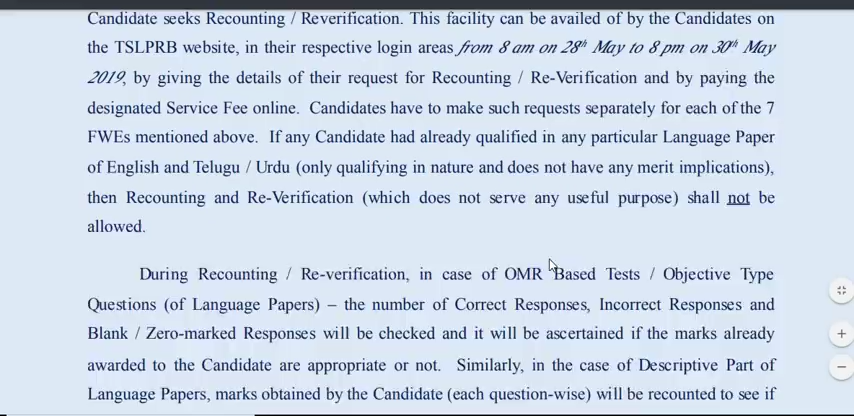 Candidate seeks Recounting / Reverification. This facility can be availed of by the Candidates on
the TSLPRB website, in their respective login areas from 8 am on 28th May to 8 pm on 30th May
2019, by giving the details of their request for Recounting / Re-Verification and by paying the
designated Service Fee online. Candidates have to make such requests separately for each of the 7
FWEs mentioned above. If any Candidate had already qualified in any particular Language Paper
of English and Telugu / Urdu (only qualifying in nature and does not have any merit implications),
then Recounting and Re-Verification (which does not serve any useful purpose) shall not be
allowed.
During Recounting / Re-verification, in case of OMR Based Tests / Objective Type
Questions (of Language Papers) – the number of Correct Responses, Incorrect Responses and
Blank / Zero-marked Responses will be checked and it will be ascertained if the marks already
awarded to the Candidate are appropriate or not. Similarly, in the case of Descriptive Part of
Language Papers, marks obtained by the Candidate (each question-wise) will be recounted to see if